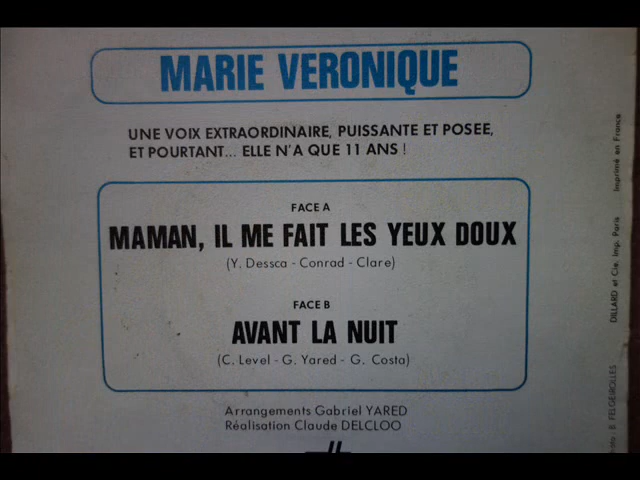 MARIE VERONIQUE
UNE VOIX EXTRAORDINAIRE, PUISSANTE ET POSEE,
ET POURTANT... ELLE N'A QUE 11 ANS !
FACE A
MAMAN, IL ME FAIT LES YEUX DOUX
(Y. Dessca - Conrad - Clare)
FACE B
AVANT LA NUIT
(C. Level - G. Yared - G. Costa)
Arrangements Gabriel YARED
Réalisation Claude DELCLOO
: B. FELGEIROLLES DILLARD et Cie. Imp. Paris Imprimé en France